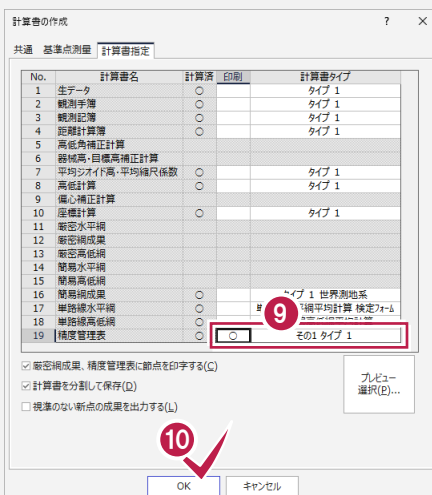 計算書の作成 ? ×
共通 基準点測量 計算書指定
No. 計算書名 計算済 印刷 計算書タイプ
1 生データ ○ タイプ 1
2 観測手簿 ○ タイプ 1
3 観測記簿 ○ タイプ 1
4 距離計算簿 ○ タイプ 1
5 高低角補正計算
6 器械高・目標高補正計算
7 平均ジオイド高・平均縮尺係数 ○ タイプ 1
8 高低計算 ○ タイプ 1
9 偏心補正計算
10 座標計算 ○ タイプ 1
11 厳密水平網
12 厳密網成果
13 厳密高低網
14 簡易水平網
15 簡易高低網
16 簡易網成果 ○ タイプ 1 世界測地系
17 単路線水平網 ○ 網平均計算 検定フォーム
18 単路線高低網 ○
19 精度管理表 ○ ○ その1 タイプ 1
9
厳密網成果、精度管理表に節点を印字する(C)
計算書を分割して保存(D)
視準のない新点の成果を出力する(L)
プレビュー
選択(P)...
10
OK キャンセル